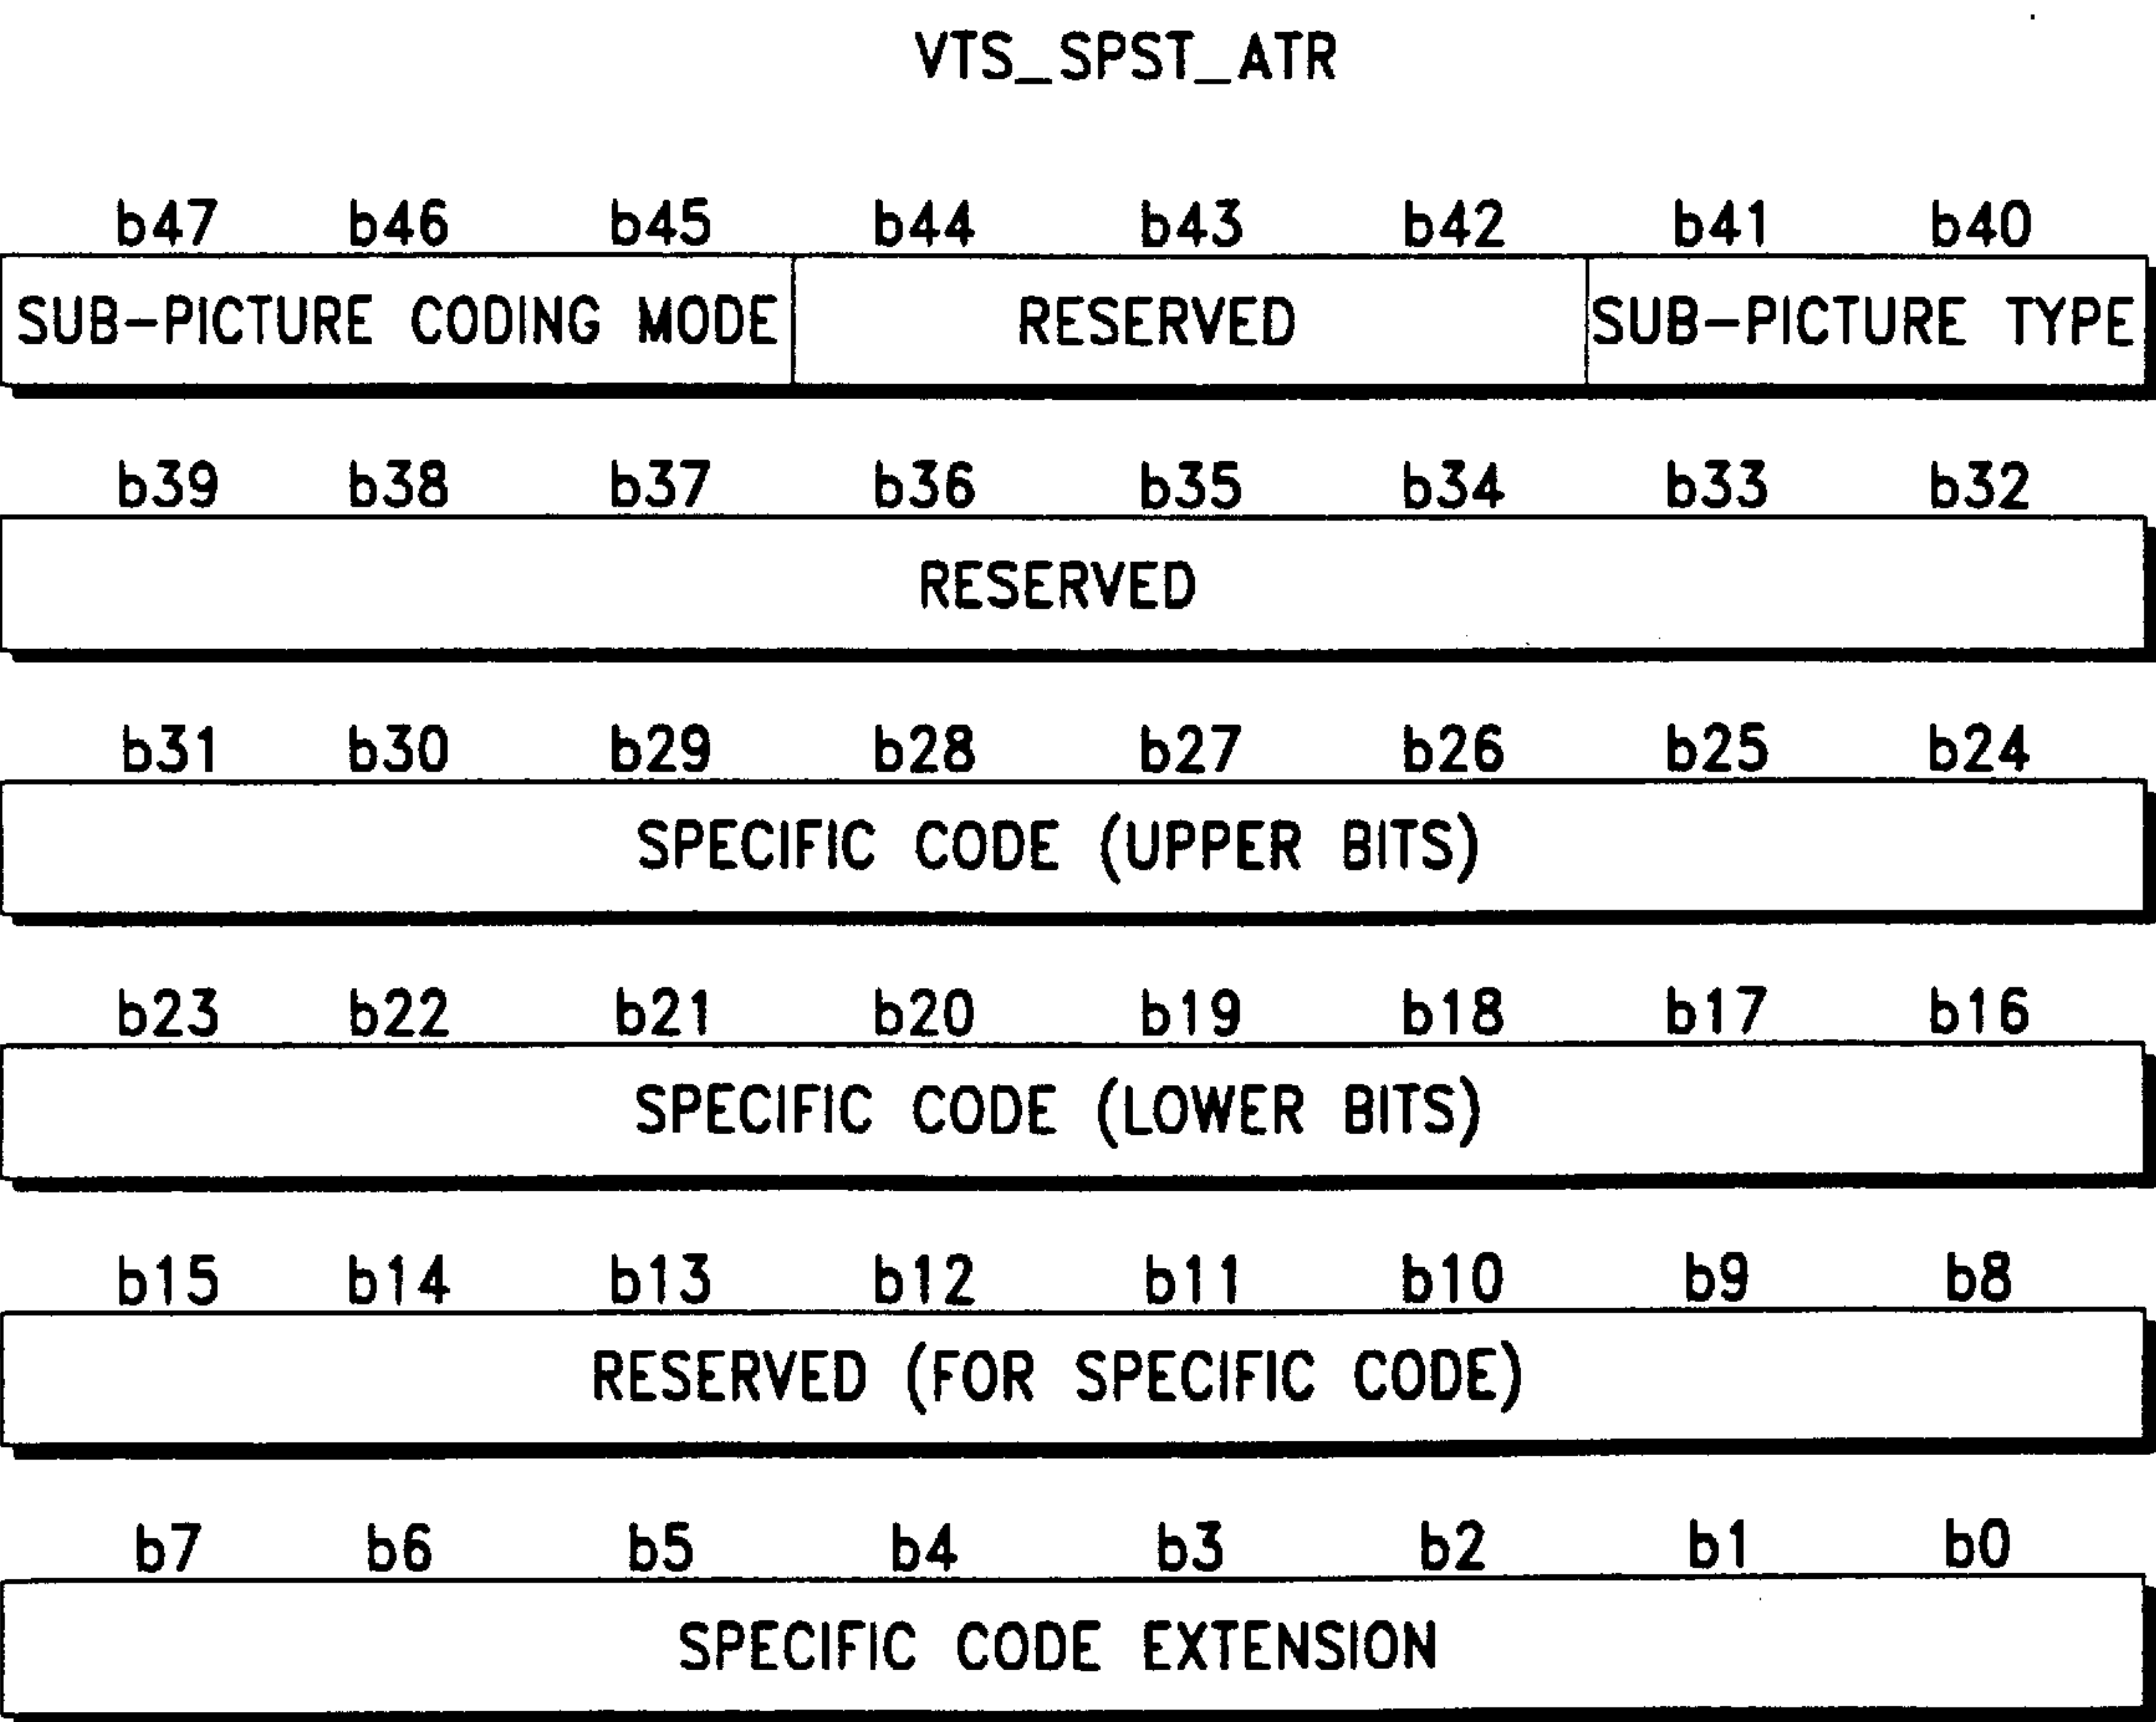 VTS_SPST_ATR
b47 b46 b45 b44 b43 b42 b41 b40
SUB-PICTURE CODING MODE RESERVED SUB-PICTURE TYPE
b39 b38 b37 b36 b35 b34 b33 b32
RESERVED
b31 b30 b29 b28 b27 b26 b25 b24
SPECIFIC CODE (UPPER BITS)
b23 b22 b21 b20 b19 b18 b17 b16
SPECIFIC CODE (LOWER BITS)
b15 b14 b13 b12 b11 b10 b9 b8
RESERVED (FOR SPECIFIC CODE)
b7 b6 b5 b4 b3 b2 b1 b0
SPECIFIC CODE EXTENSION